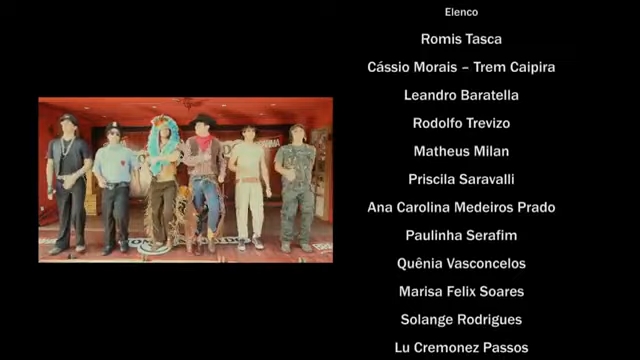 Elenco
Romis Tasca
Cássio Morais – Trem Caipira
Leandro Baratella
Rodolfo Trevizo
Matheus Milan
Priscila Saravalli
Ana Carolina Medeiros Prado
Paulinha Serafim
Quênia Vasconcelos
Marisa Felix Soares
Solange Rodrigues
Lu Cremonez Passos